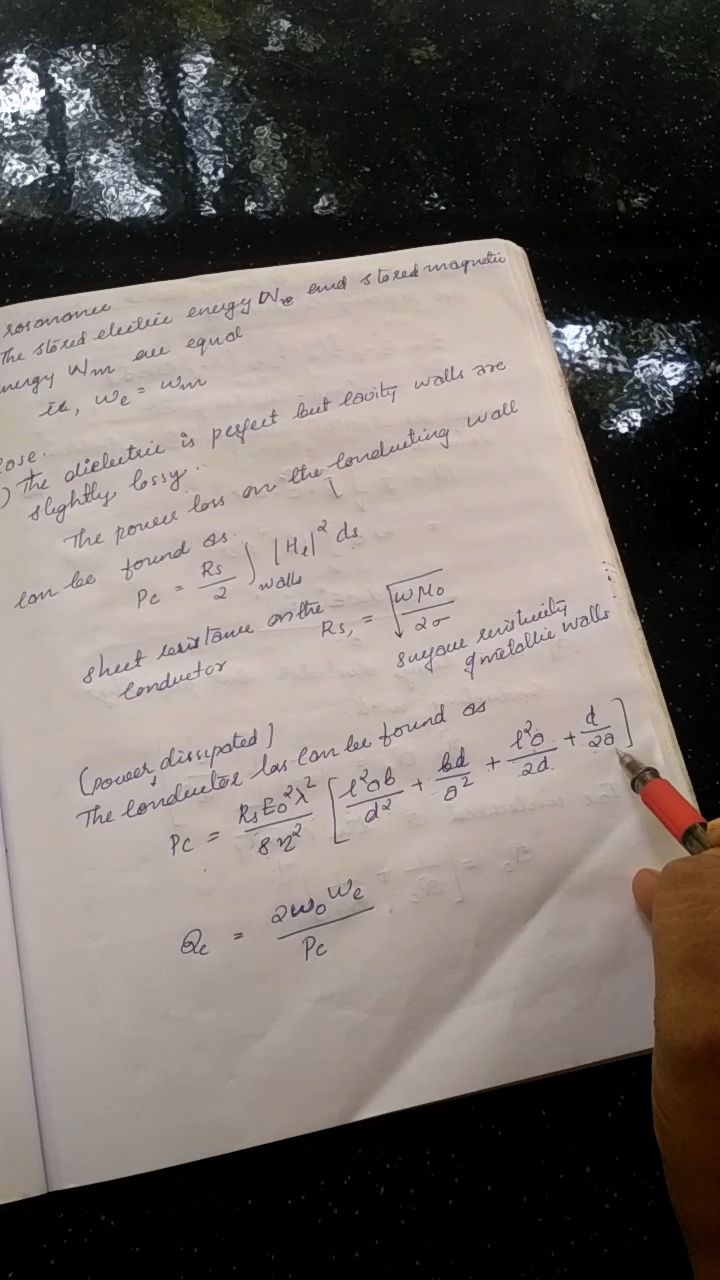 resonance
The stored electric energy We and stored magnetic
energy Wm are equal
ie, We = Wm
) The dielectric is perfect but cavity walls are
slightly lossy.
The power loss on the conducting wall
can be found as
Pc = Rs/2 ∫walls |Ht|² ds
sheet resistance on the conductor
Rs, = √(ωμ₀/2σ)
surface resistivity
of metallic walls
(power dissipated)
The conductor los can be found as
Pc = RsE₀²λ²/8η² [l²ab/d² + bd/a² + l²a/2d + d/2a]
Qc = 2ω₀We/Pc